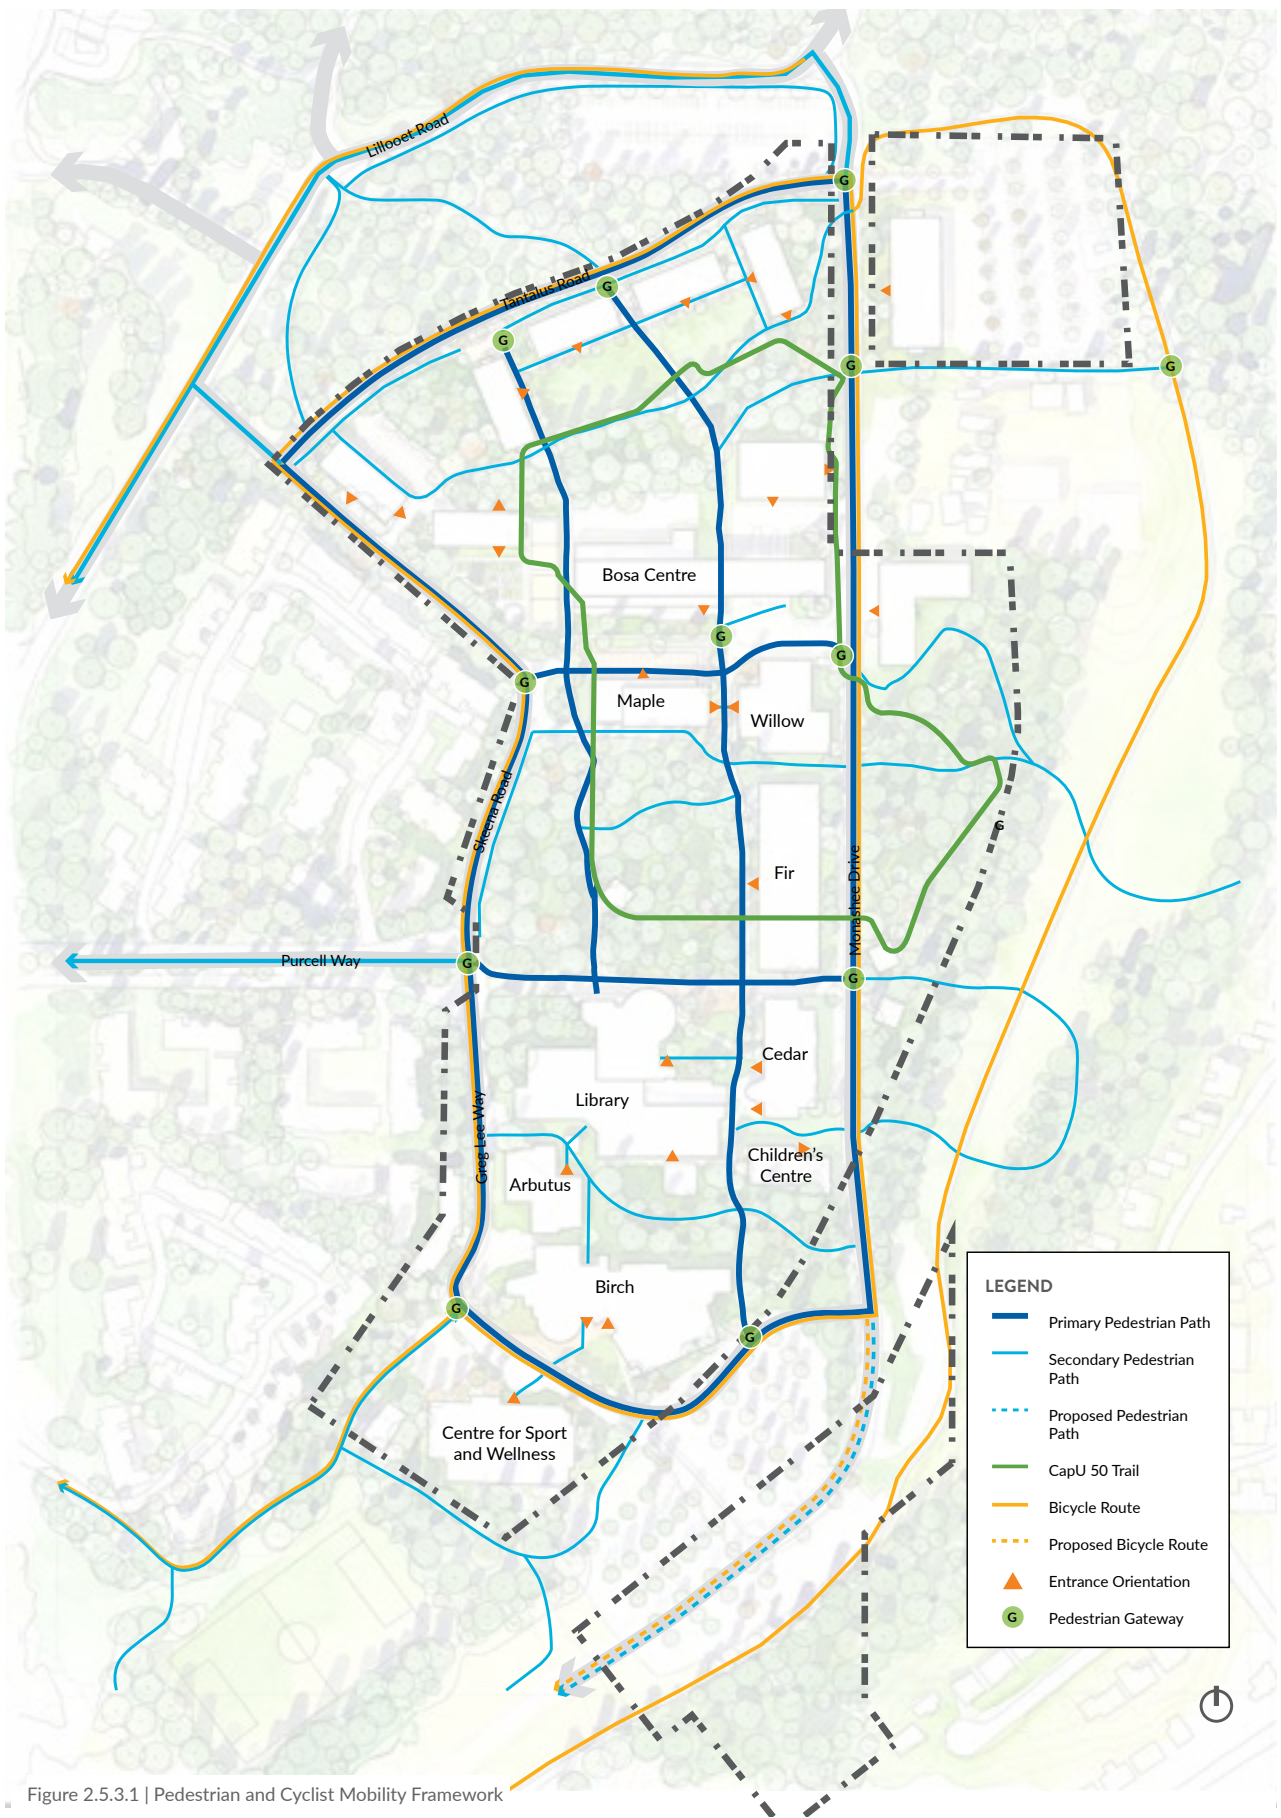 Lillooet Road
G
Tantalus Road
G
G
G
G
Bosa Centre
G
G
G
Maple
Willow
Skeena Road
G
Fir
Monashee Drive
Purcell Way
G
G
Cedar
Library
Greg Lee Way
Children's
Centre
Arbutus
Birch
G
G
Centre for Sport
and Wellness
LEGEND
Primary Pedestrian Path
Secondary Pedestrian
Path
Proposed Pedestrian
Path
CapU 50 Trail
Bicycle Route
Proposed Bicycle Route
Entrance Orientation
G
Pedestrian Gateway
Figure 2.5.3.1 | Pedestrian and Cyclist Mobility Framework